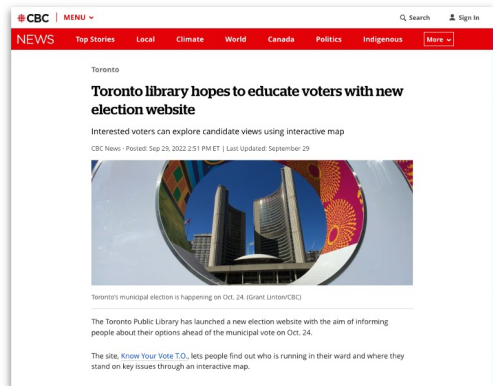 CBC MENU Search Sign In
NEWS Top Stories Local Climate World Canada Politics Indigenous More
Toronto
Toronto library hopes to educate voters with new
election website
Interested voters can explore candidate views using interactive map
CBC News · Posted: Sep 29, 2022 2:51 PM ET | Last Updated: September 29
Toronto's municipal election is happening on Oct. 24. (Grant Linton/CBC)
The Toronto Public Library has launched a new election website with the aim of informing
people about their options ahead of the municipal vote on Oct. 24.
The site, Know Your Vote T.O., lets people find out who is running in their ward and where they
stand on key issues through an interactive map.